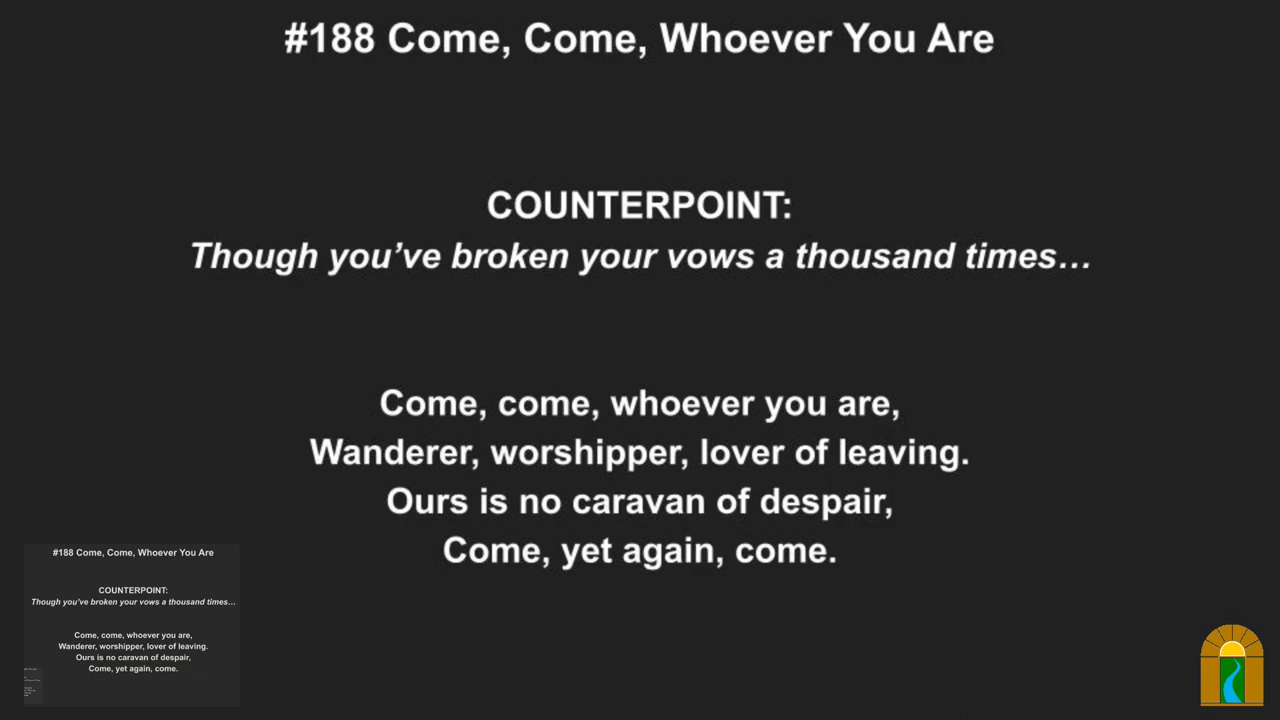 #188 Come, Come, Whoever You Are
COUNTERPOINT:
Though you’ve broken your vows a thousand times…
Come, come, whoever you are,
Wanderer, worshipper, lover of leaving.
Ours is no caravan of despair,
Come, yet again, come.
#188 Come, Come, Whoever You Are
COUNTERPOINT:
Though you’ve broken your vows a thousand times…
Come, come, whoever you are,
Wanderer, worshipper, lover of leaving.
Ours is no caravan of despair,
Come, yet again, come.